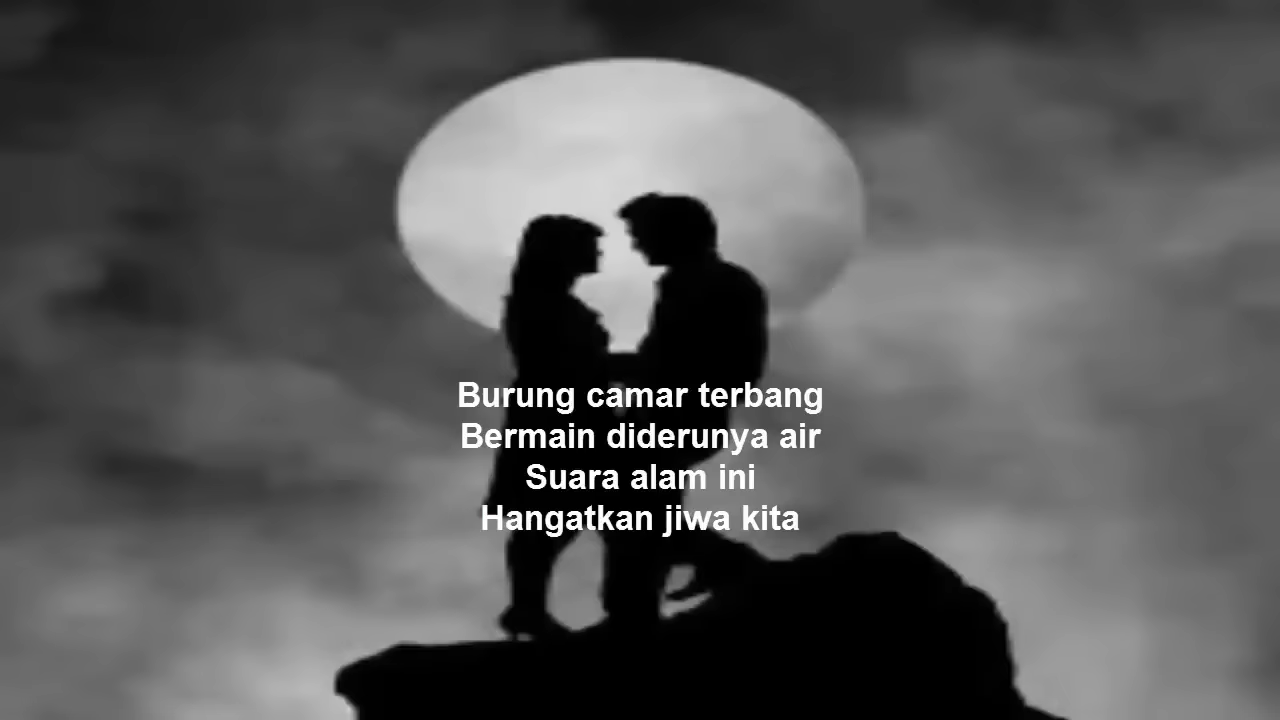 Burung camar terbang
Bermain diderunya air
Suara alam ini
Hangatkan jiwa kita